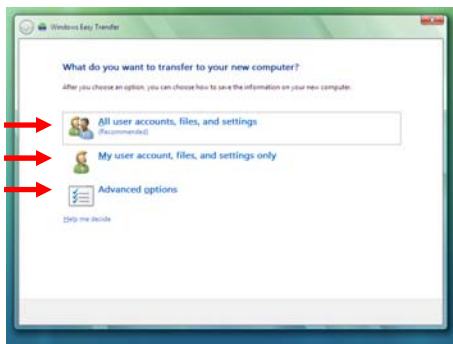 Windows Easy Transfer
What do you want to transfer to your new computer?
After you choose an option, you can choose how to save the information on your new computer.
All user accounts, files, and settings
(Recommended)
My user account, files, and settings only
Advanced options
Help me decide